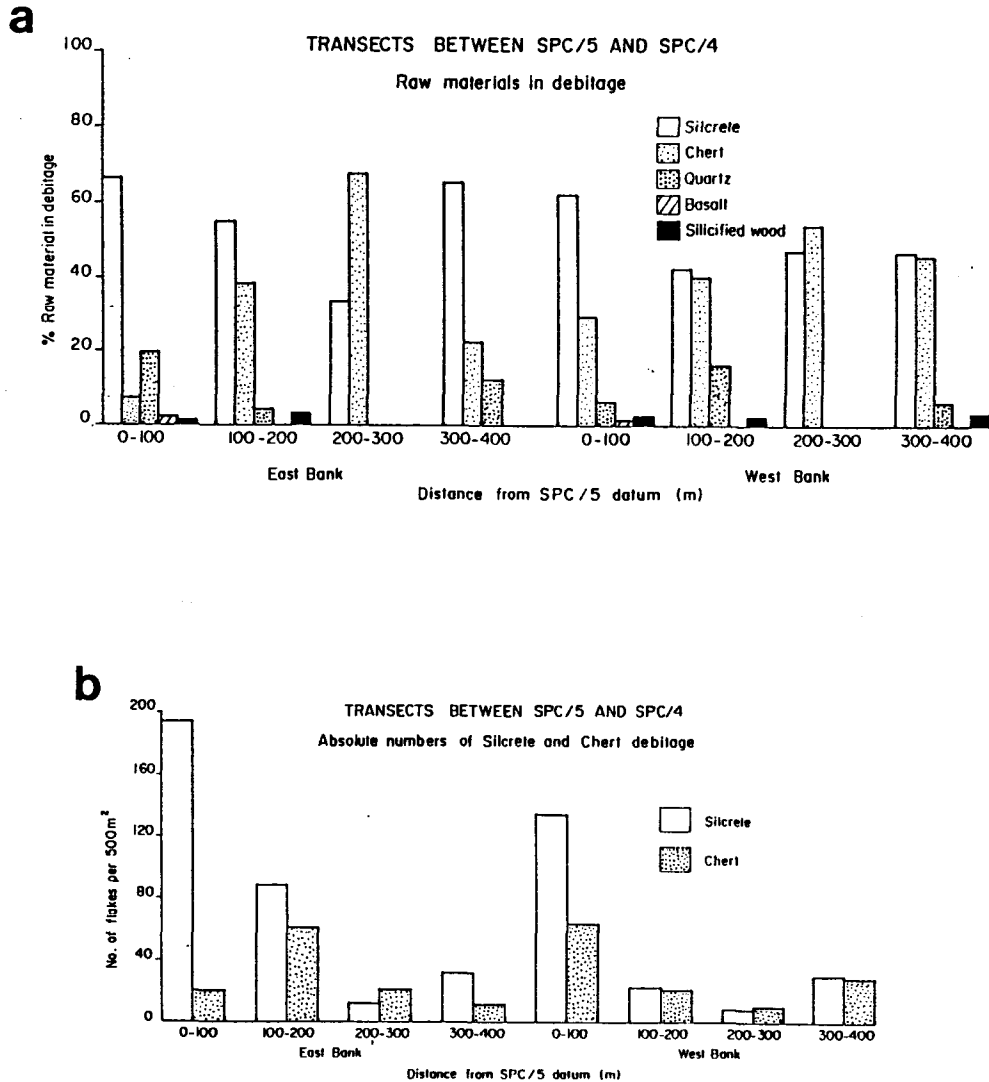 a
TRANSECTS BETWEEN SPC/5 AND SPC/4
Raw materials in debitage
100
80
60
40
20
0
% Raw material in debitage
Silcrete
Chert
Quartz
Basalt
Silicified wood
0-100 100-200 200-300 300-400 0-100 100-200 200-300 300-400
East Bank West Bank
Distance from SPC/5 datum (m)
b
TRANSECTS BETWEEN SPC/5 AND SPC/4
Absolute numbers of Silcrete and Chert debitage
200
160
120
80
40
0
No. of flakes per 500m²
Silcrete
Chert
0-100 100-200 200-300 300-400 0-100 100-200 200-300 300-400
East Bank West Bank
Distance from SPC/5 datum (m)